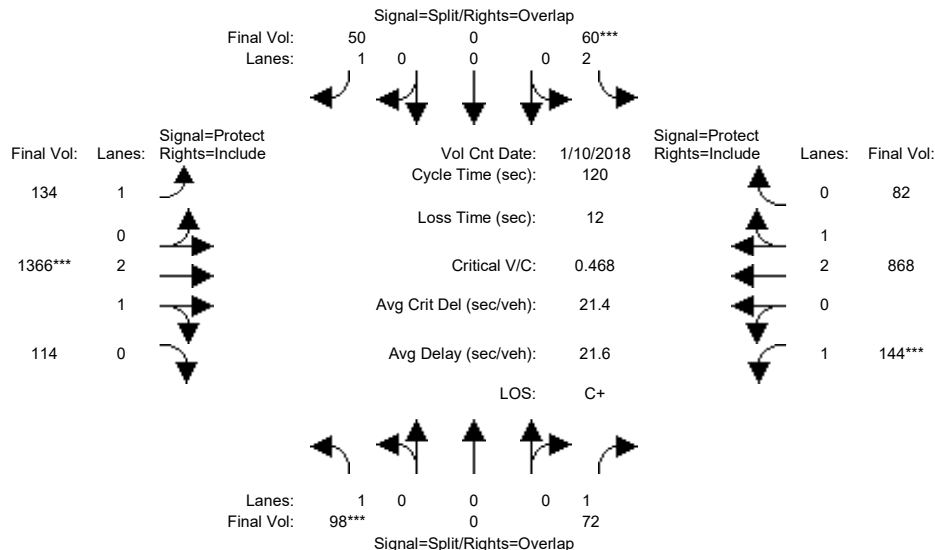 Signal=Split/Rights=Overlap
Final Vol: 50 0 60***
Lanes: 1 0 0 0 2
Signal=Protect
Final Vol: Lanes: Rights=Include
Vol Cnt Date: 1/10/2018
Signal=Protect
Rights=Include Lanes: Final Vol:
Cycle Time (sec): 120
134 1
0 82
Loss Time (sec): 12
0
1
1366*** 2
Critical V/C: 0.468
2 868
1
Avg Crit Del (sec/veh): 21.4
0
114 0
Avg Delay (sec/veh): 21.6
1 144***
LOS: C+
Lanes: 1 0 0 0 1
Final Vol: 98*** 0 72
Signal=Split/Rights=Overlap